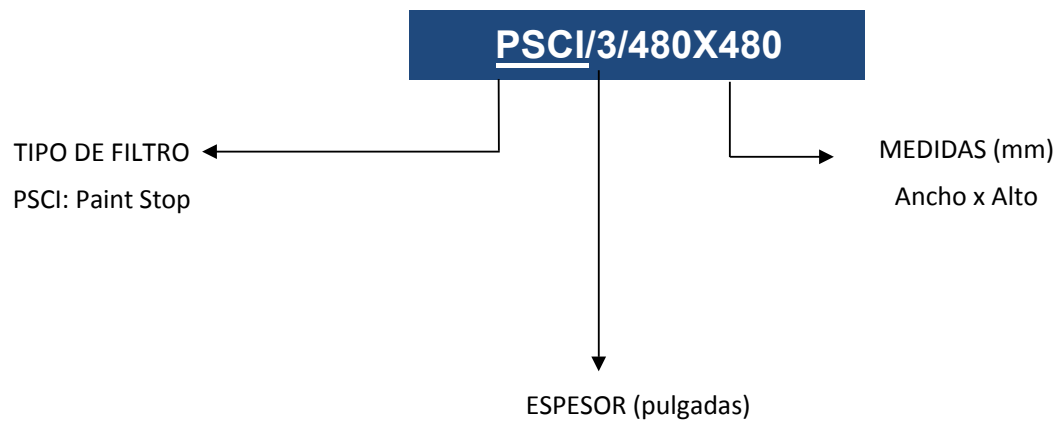 PSCI/3/480X480
TIPO DE FILTRO
PSCI: Paint Stop
MEDIDAS (mm)
Ancho x Alto
ESPESOR (pulgadas)